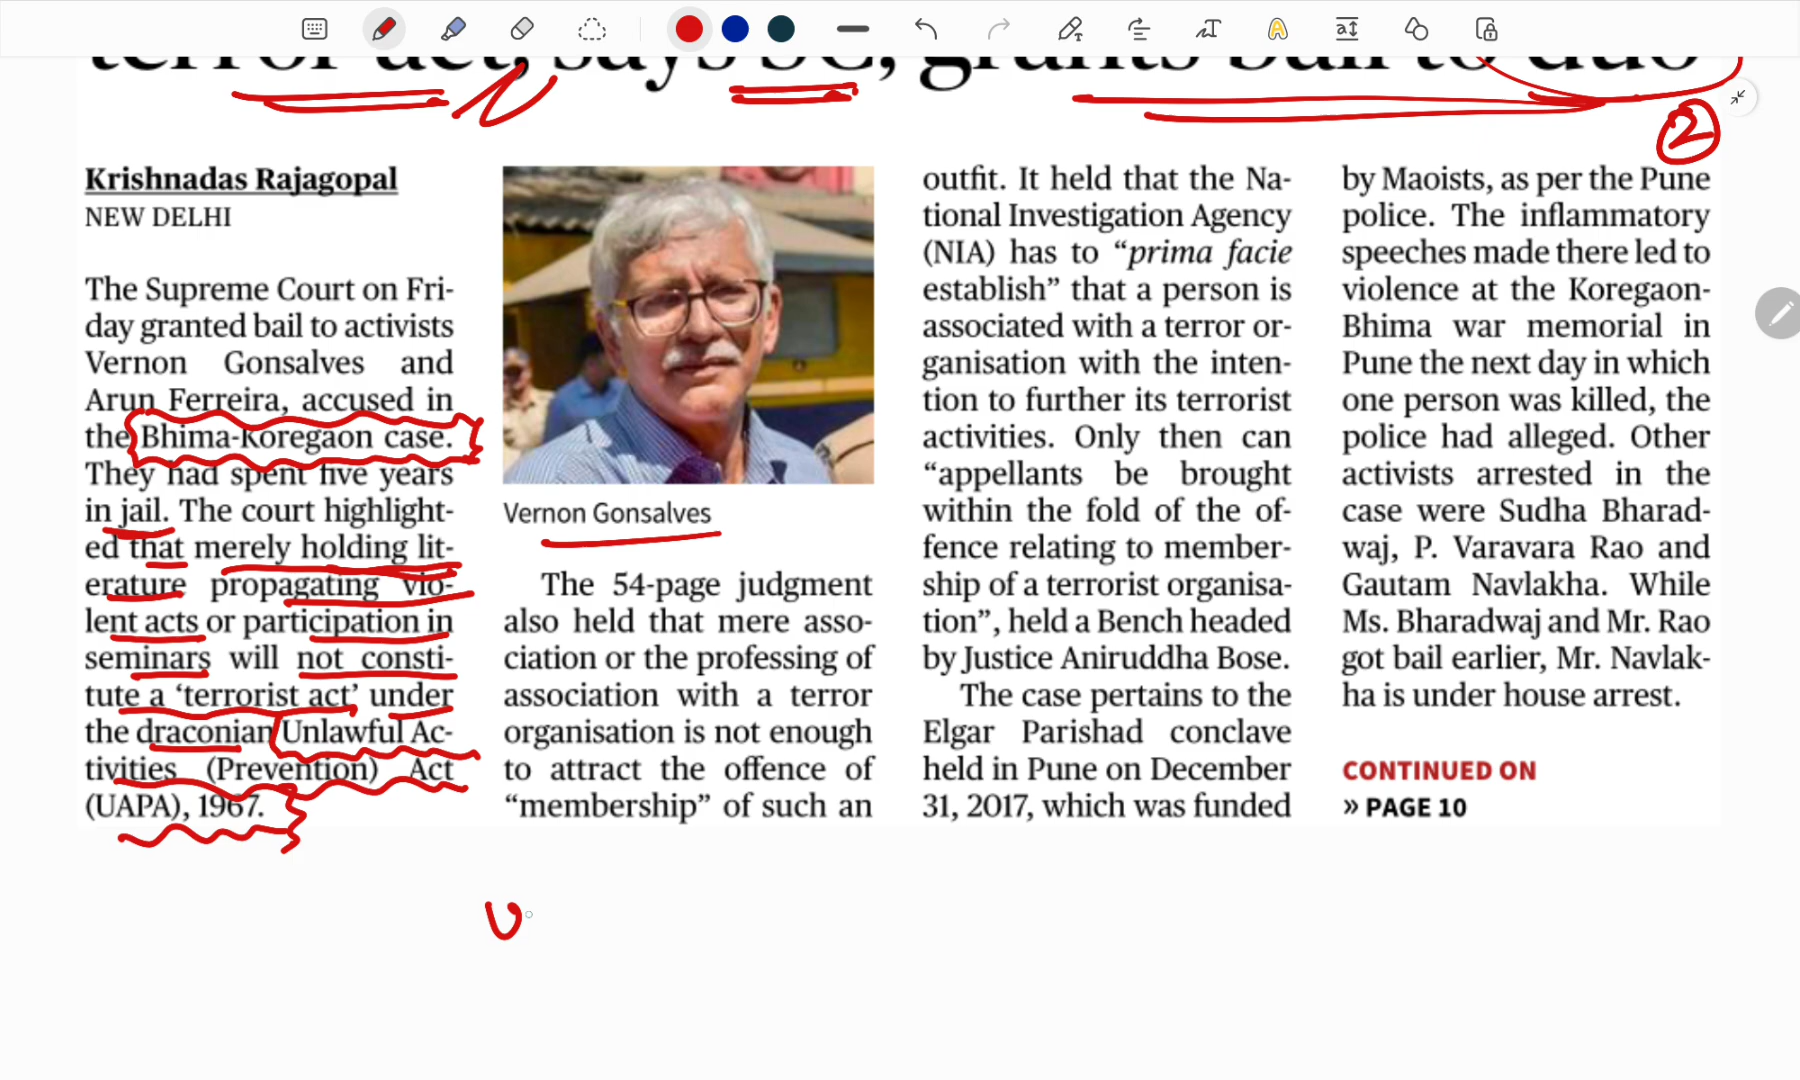 terror act, says SC, grants bail to duo
2
Krishnadas Rajagopal
NEW DELHI
The Supreme Court on Fri-
day granted bail to activists
Vernon Gonsalves and
Arun Ferreira, accused in
the Bhima-Koregaon case.
They had spent five years
in jail. The court highlight-
ed that merely holding lit-
erature propagating vio-
lent acts or participation in
seminars will not consti-
tute a ‘terrorist act’ under
the draconian Unlawful Ac-
tivities (Prevention) Act
(UAPA), 1967.
Vernon Gonsalves
The 54-page judgment
also held that mere asso-
ciation or the professing of
association with a terror
organisation is not enough
to attract the offence of
“membership” of such an
outfit. It held that the Na-
tional Investigation Agency
(NIA) has to “prima facie
establish” that a person is
associated with a terror or-
ganisation with the inten-
tion to further its terrorist
activities. Only then can
“appellants be brought
within the fold of the of-
fence relating to member-
ship of a terrorist organisa-
tion”, held a Bench headed
by Justice Aniruddha Bose.
The case pertains to the
Elgar Parishad conclave
held in Pune on December
31, 2017, which was funded
by Maoists, as per the Pune
police. The inflammatory
speeches made there led to
violence at the Koregaon-
Bhima war memorial in
Pune the next day in which
one person was killed, the
police had alleged. Other
activists arrested in the
case were Sudha Bharad-
waj, P. Varavara Rao and
Gautam Navlakha. While
Ms. Bharadwaj and Mr. Rao
got bail earlier, Mr. Navlak-
ha is under house arrest.
CONTINUED ON
» PAGE 10